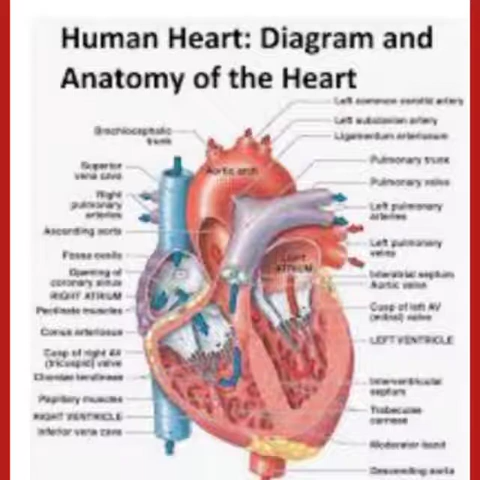 Human Heart: Diagram and
Anatomy of the Heart
Left common carotid artery
Left subclavian artery
Ligamentum arteriosum
Pulmonary trunk
Pulmonary valve
Left pulmonary
arteries
Left pulmonary
veins
Interatrial septum
Aortic valve
Cusp of left AV
(mitral) valve
LEFT VENTRICLE
Interventricular
septum
Trabeculae
carneae
Moderator band
Descending aorta
Brachiocephalic
trunk
Superior
vena cava
Right
pulmonary
arteries
Ascending aorta
Fossa ovalis
Opening of
coronary sinus
RIGHT ATRIUM
Pectinate muscles
Conus arteriosus
Cusp of right AV
(tricuspid) valve
Chordae tendineae
Papillary muscles
RIGHT VENTRICLE
Inferior vena cava
Aortic arch
LEFT
ATRIUM